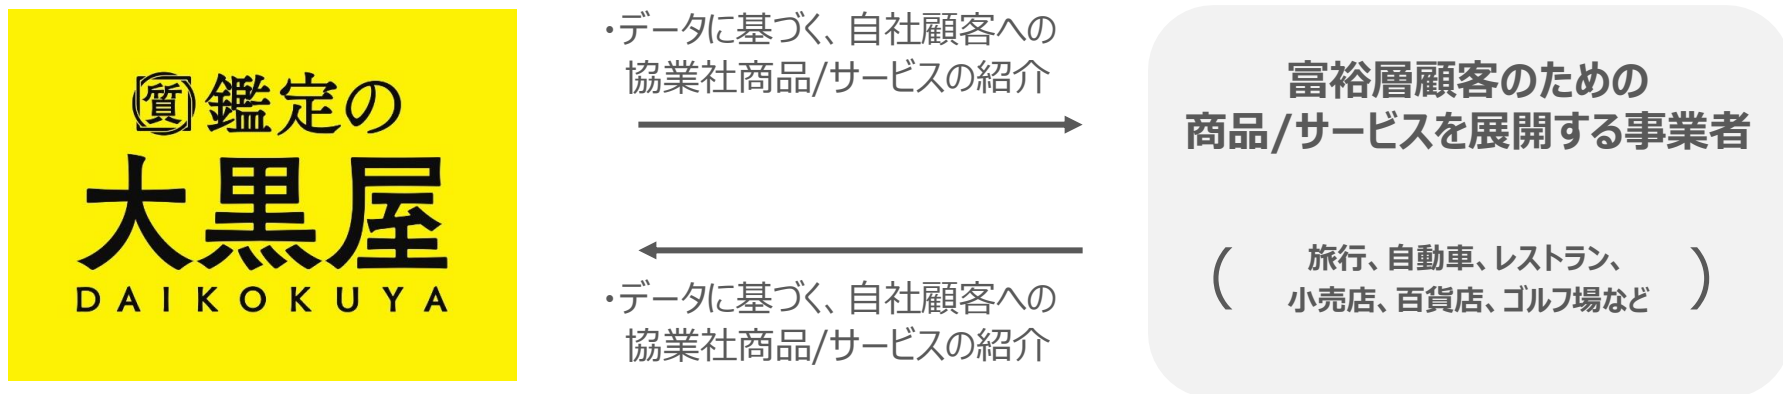 質 鑑定の
大黒屋
DAIKOKUYA
・データに基づく、自社顧客への
協業社商品/サービスの紹介
・データに基づく、自社顧客への
協業社商品/サービスの紹介
富裕層顧客のための
商品/サービスを展開する事業者
( 旅行、自動車、レストラン、
小売店、百貨店、ゴルフ場など )